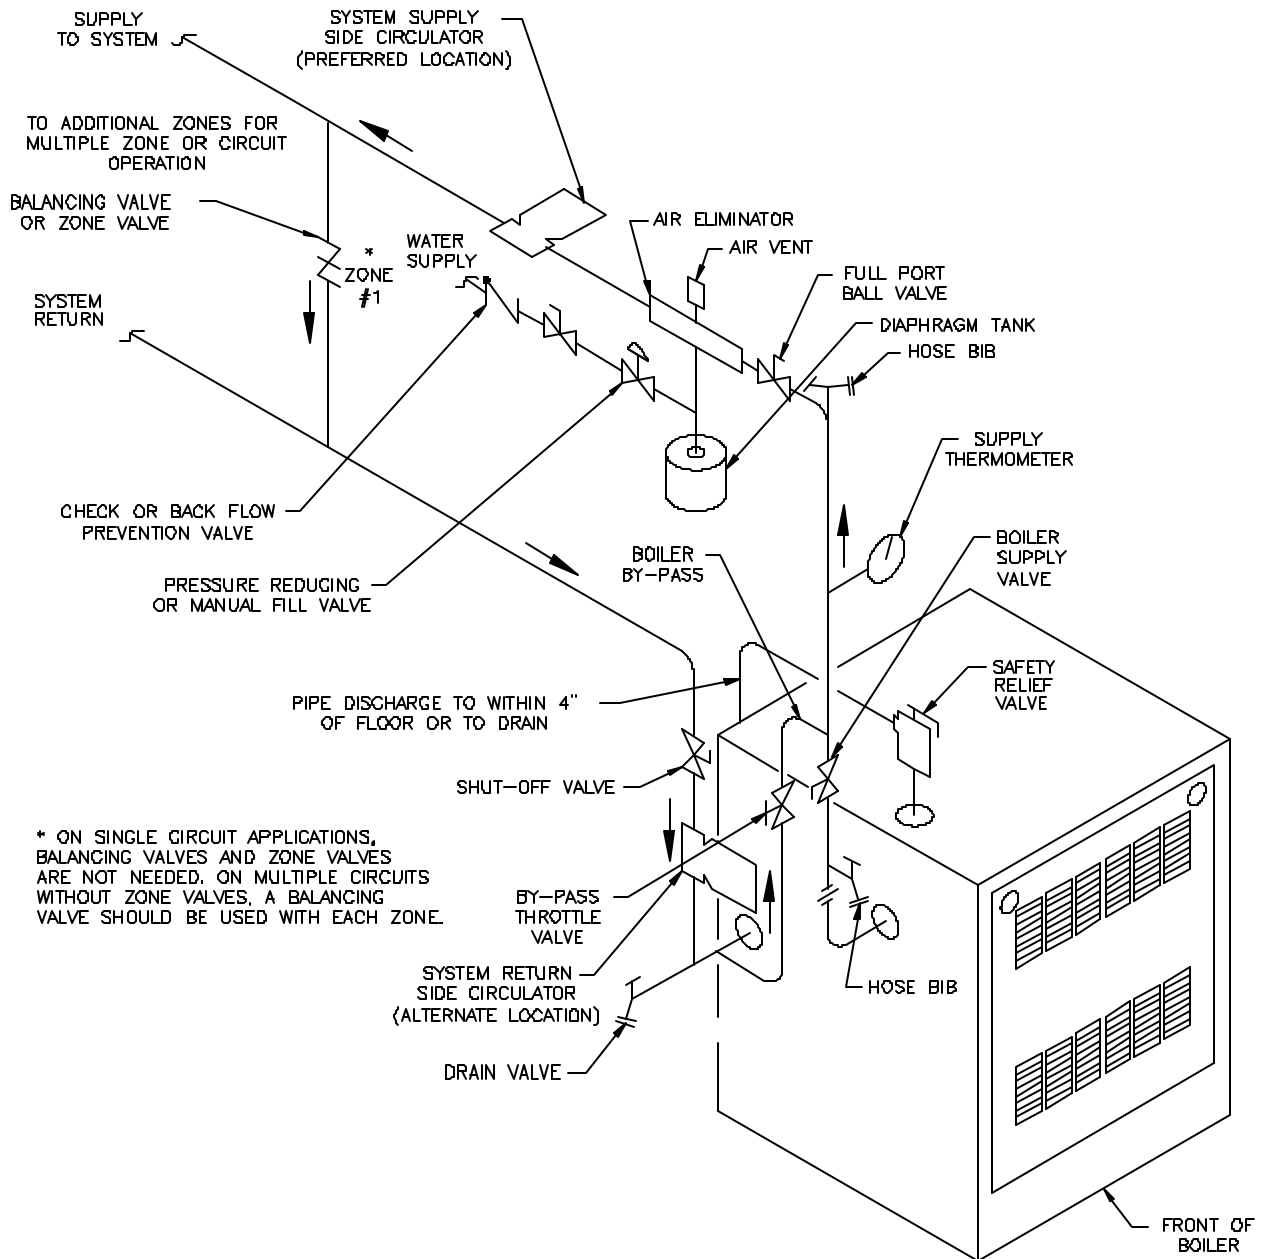 SUPPLY
TO SYSTEM
SYSTEM SUPPLY
SIDE CIRCULATOR
(PREFERRED LOCATION)
TO ADDITIONAL ZONES FOR
MULTIPLE ZONE OR CIRCUIT
OPERATION
BALANCING VALVE
OR ZONE VALVE
*
ZONE
#1
WATER
SUPPLY
AIR ELIMINATOR
AIR VENT
FULL PORT
BALL VALVE
DIAPHRAGM TANK
HOSE BIB
SYSTEM
RETURN
SUPPLY
THERMOMETER
CHECK OR BACK FLOW
PREVENTION VALVE
PRESSURE REDUCING
OR MANUAL FILL VALVE
BOILER
BY-PASS
BOILER
SUPPLY
VALVE
SAFETY
RELIEF
VALVE
PIPE DISCHARGE TO WITHIN 4"
OF FLOOR OR TO DRAIN
SHUT-OFF VALVE
* ON SINGLE CIRCUIT APPLICATIONS,
BALANCING VALVES AND ZONE VALVES
ARE NOT NEEDED. ON MULTIPLE CIRCUITS
WITHOUT ZONE VALVES, A BALANCING
VALVE SHOULD BE USED WITH EACH ZONE.
BY-PASS
THROTTLE
VALVE
SYSTEM RETURN
SIDE CIRCULATOR
(ALTERNATE LOCATION)
HOSE BIB
DRAIN VALVE
FRONT OF
BOILER